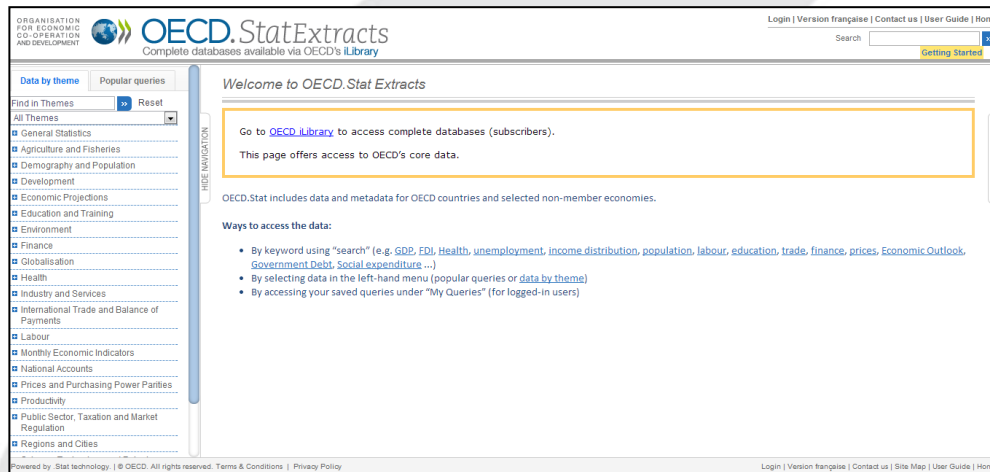 ORGANISATION
FOR ECONOMIC
CO-OPERATION
AND DEVELOPMENT
OECD.StatExtracts
Complete databases available via OECD's iLibrary
Login | Version française | Contact us | User Guide |
Search
»
Getting Started
Data by theme
Popular queries
Find in Themes
»
Reset
All Themes
General Statistics
Agriculture and Fisheries
Demography and Population
Development
Economic Projections
Education and Training
Environment
Finance
Globalisation
Health
Industry and Services
International Trade and Balance of
Payments
Labour
Monthly Economic Indicators
National Accounts
Prices and Purchasing Power Parities
Productivity
Public Sector, Taxation and Market
Regulation
Regions and Cities
HIDE NAVIGATION
Welcome to OECD.Stat Extracts
Go to OECD iLibrary to access complete databases (subscribers).
This page offers access to OECD's core data.
OECD.Stat includes data and metadata for OECD countries and selected non-member economies.
Ways to access the data:
• By keyword using "search" (e.g. GDP, FDI, Health, unemployment, income distribution, population, labour, education, trade, finance, prices, Economic Outlook,
Government Debt, Social expenditure ...)
• By selecting data in the left-hand menu (popular queries or data by theme)
• By accessing your saved queries under "My Queries" (for logged-in users)
Powered by .Stat technology. | © OECD. All rights reserved. Terms & Conditions | Privacy Policy
Login | Version française | Contact us | Site Map | User Guide |